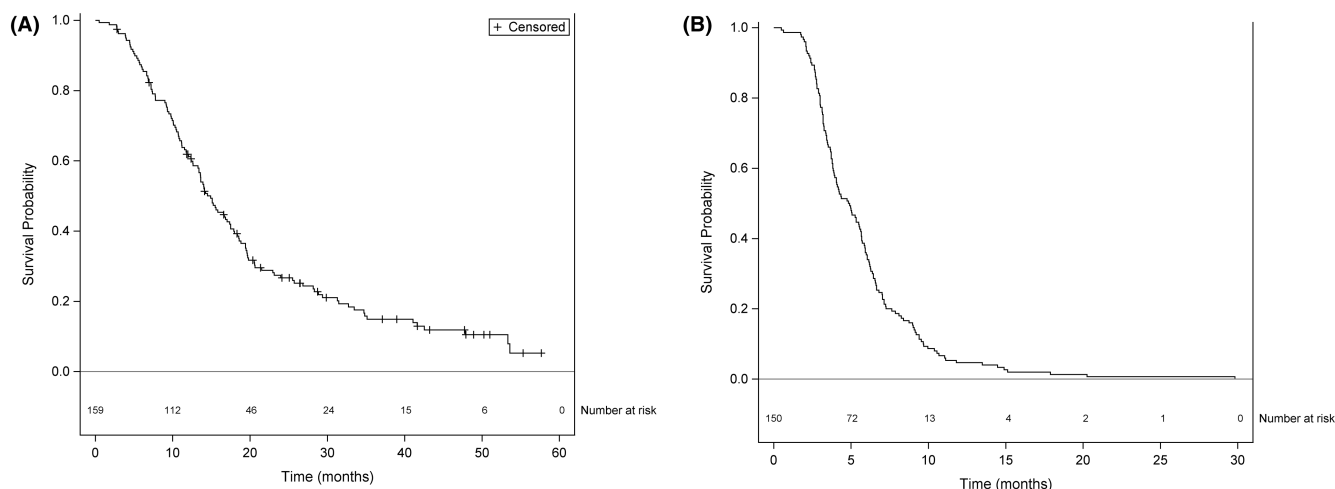 (A)
+ Censored
1.0
0.8
0.6
0.4
0.2
0.0
Survival Probability
159 112 46 24 15 6 0 Number at risk
0 10 20 30 40 50 60
Time (months)
(B)
1.0
0.8
0.6
0.4
0.2
0.0
Survival Probability
150 72 13 4 2 1 0 Number at risk
0 5 10 15 20 25 30
Time (months)